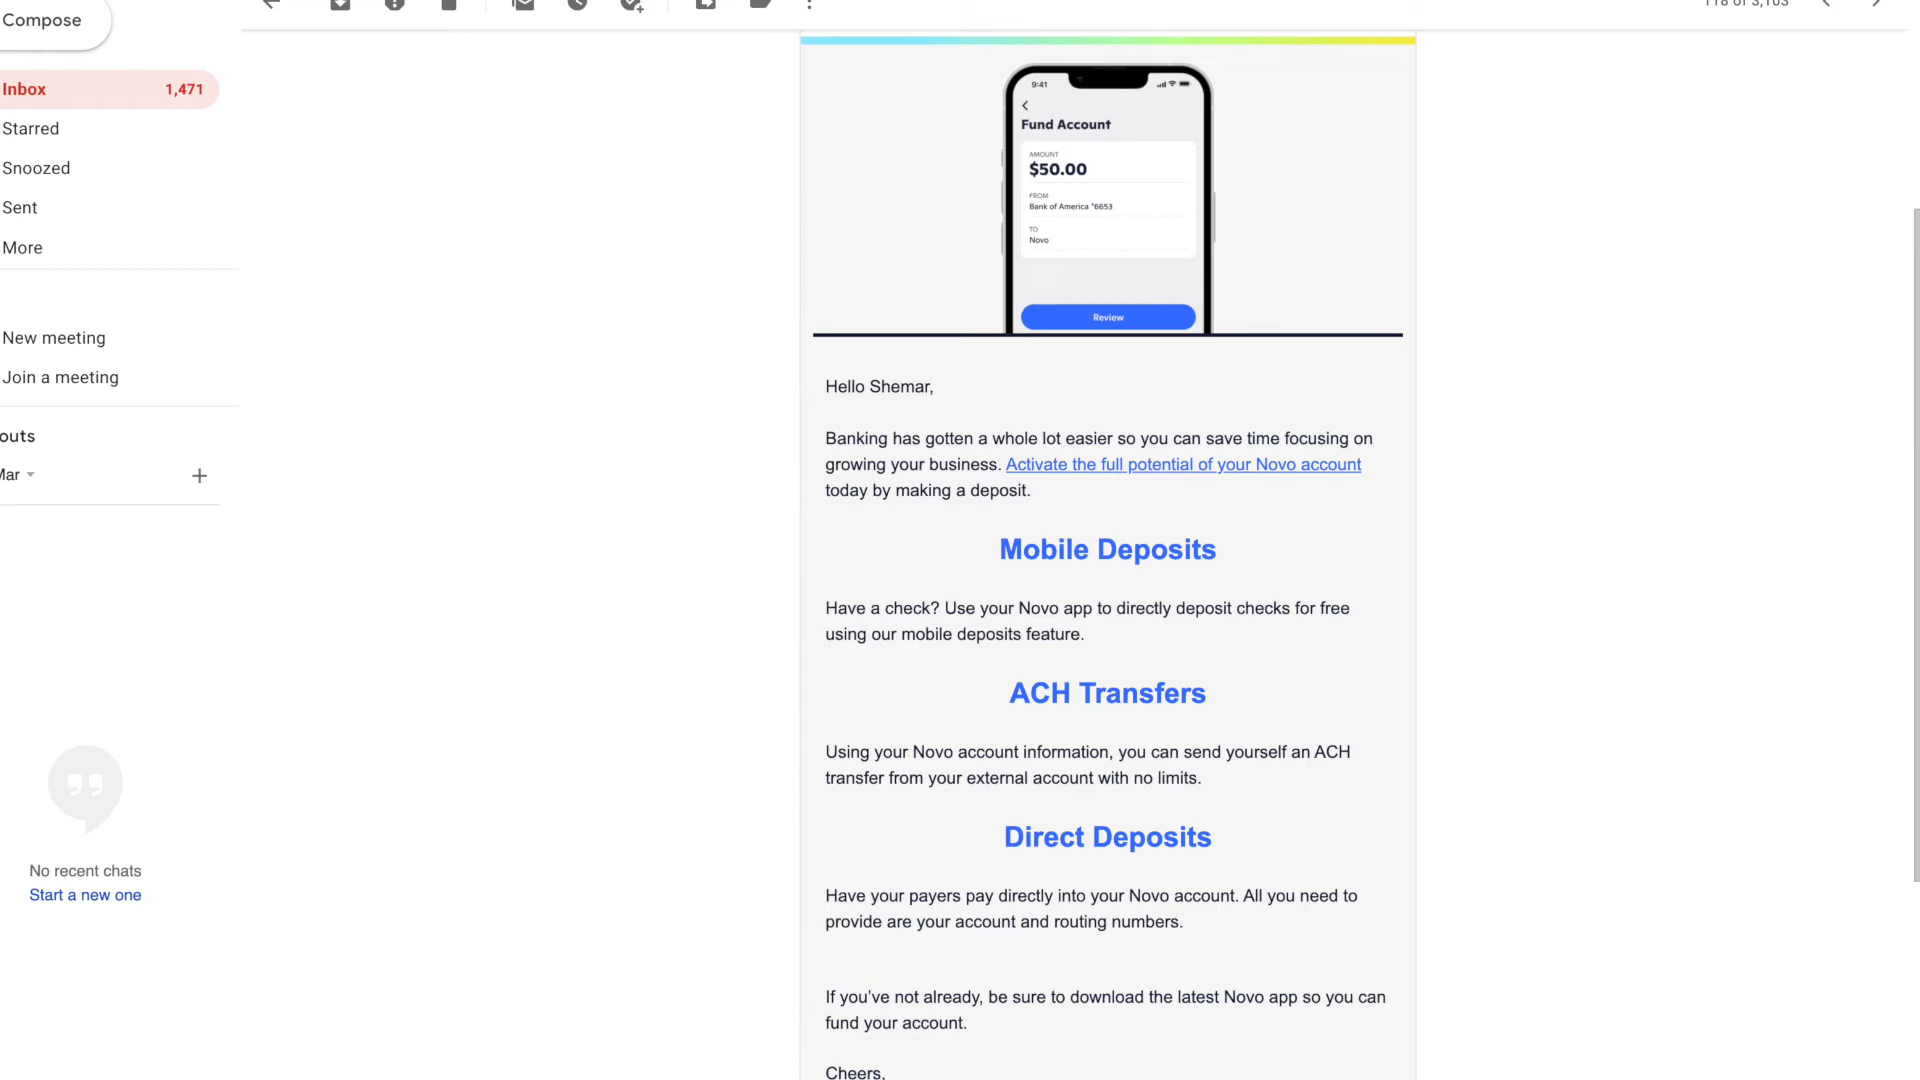 Compose
118 of 3,103
Inbox 1,471
Starred
Snoozed
Sent
More
New meeting
Join a meeting
outs
Mar
No recent chats
Start a new one
9:41
Fund Account
AMOUNT
$50.00
FROM
Bank of America *6653
TO
Novo
Review
Hello Shemar,
Banking has gotten a whole lot easier so you can save time focusing on
growing your business. Activate the full potential of your Novo account
today by making a deposit.
Mobile Deposits
Have a check? Use your Novo app to directly deposit checks for free
using our mobile deposits feature.
ACH Transfers
Using your Novo account information, you can send yourself an ACH
transfer from your external account with no limits.
Direct Deposits
Have your payers pay directly into your Novo account. All you need to
provide are your account and routing numbers.
If you’ve not already, be sure to download the latest Novo app so you can
fund your account.
Cheers,